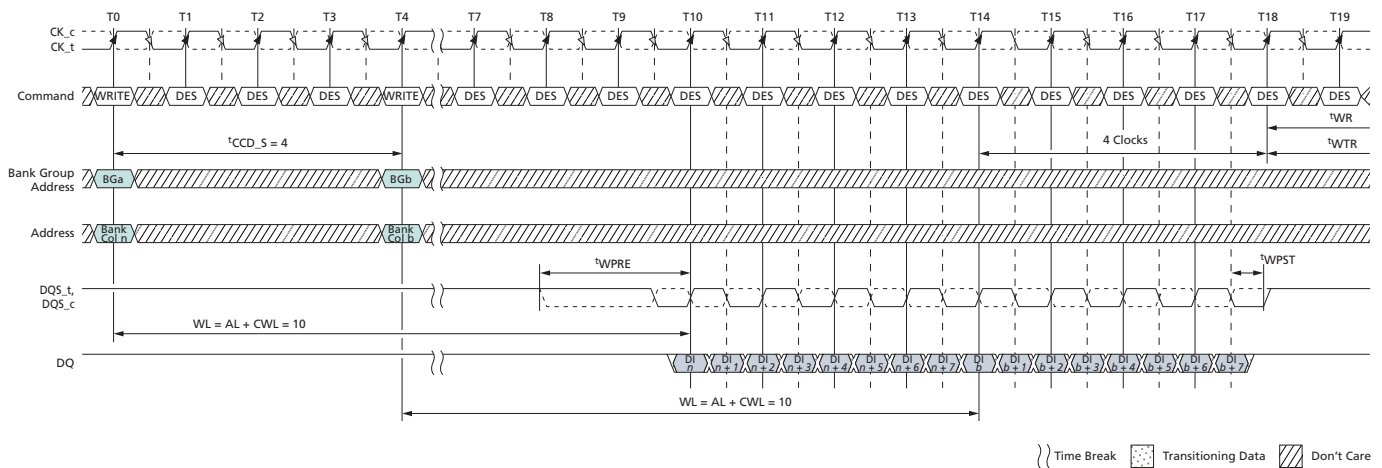 T0 T1 T2 T3 T4 T7 T8 T9 T10 T11 T12 T13 T14 T15 T16 T17 T18 T19
CK_c
CK_t
Command WRITE DES DES DES WRITE DES DES DES DES DES DES DES DES DES DES DES DES DES
tWR
tCCD_S = 4 4 Clocks tWTR
Bank Group
Address BGa BGb
Address Bank
Col n Bank
Col b
tWPRE tWPST
DQS_t,
DQS_c
WL = AL + CWL = 10
DQ DI
n DI
n + 1 DI
n + 2 DI
n + 3 DI
n + 4 DI
n + 5 DI
n + 6 DI
n + 7 DI
b DI
b + 1 DI
b + 2 DI
b + 3 DI
b + 4 DI
b + 5 DI
b + 6 DI
b + 7
WL = AL + CWL = 10
Time Break Transitioning Data Don't Care